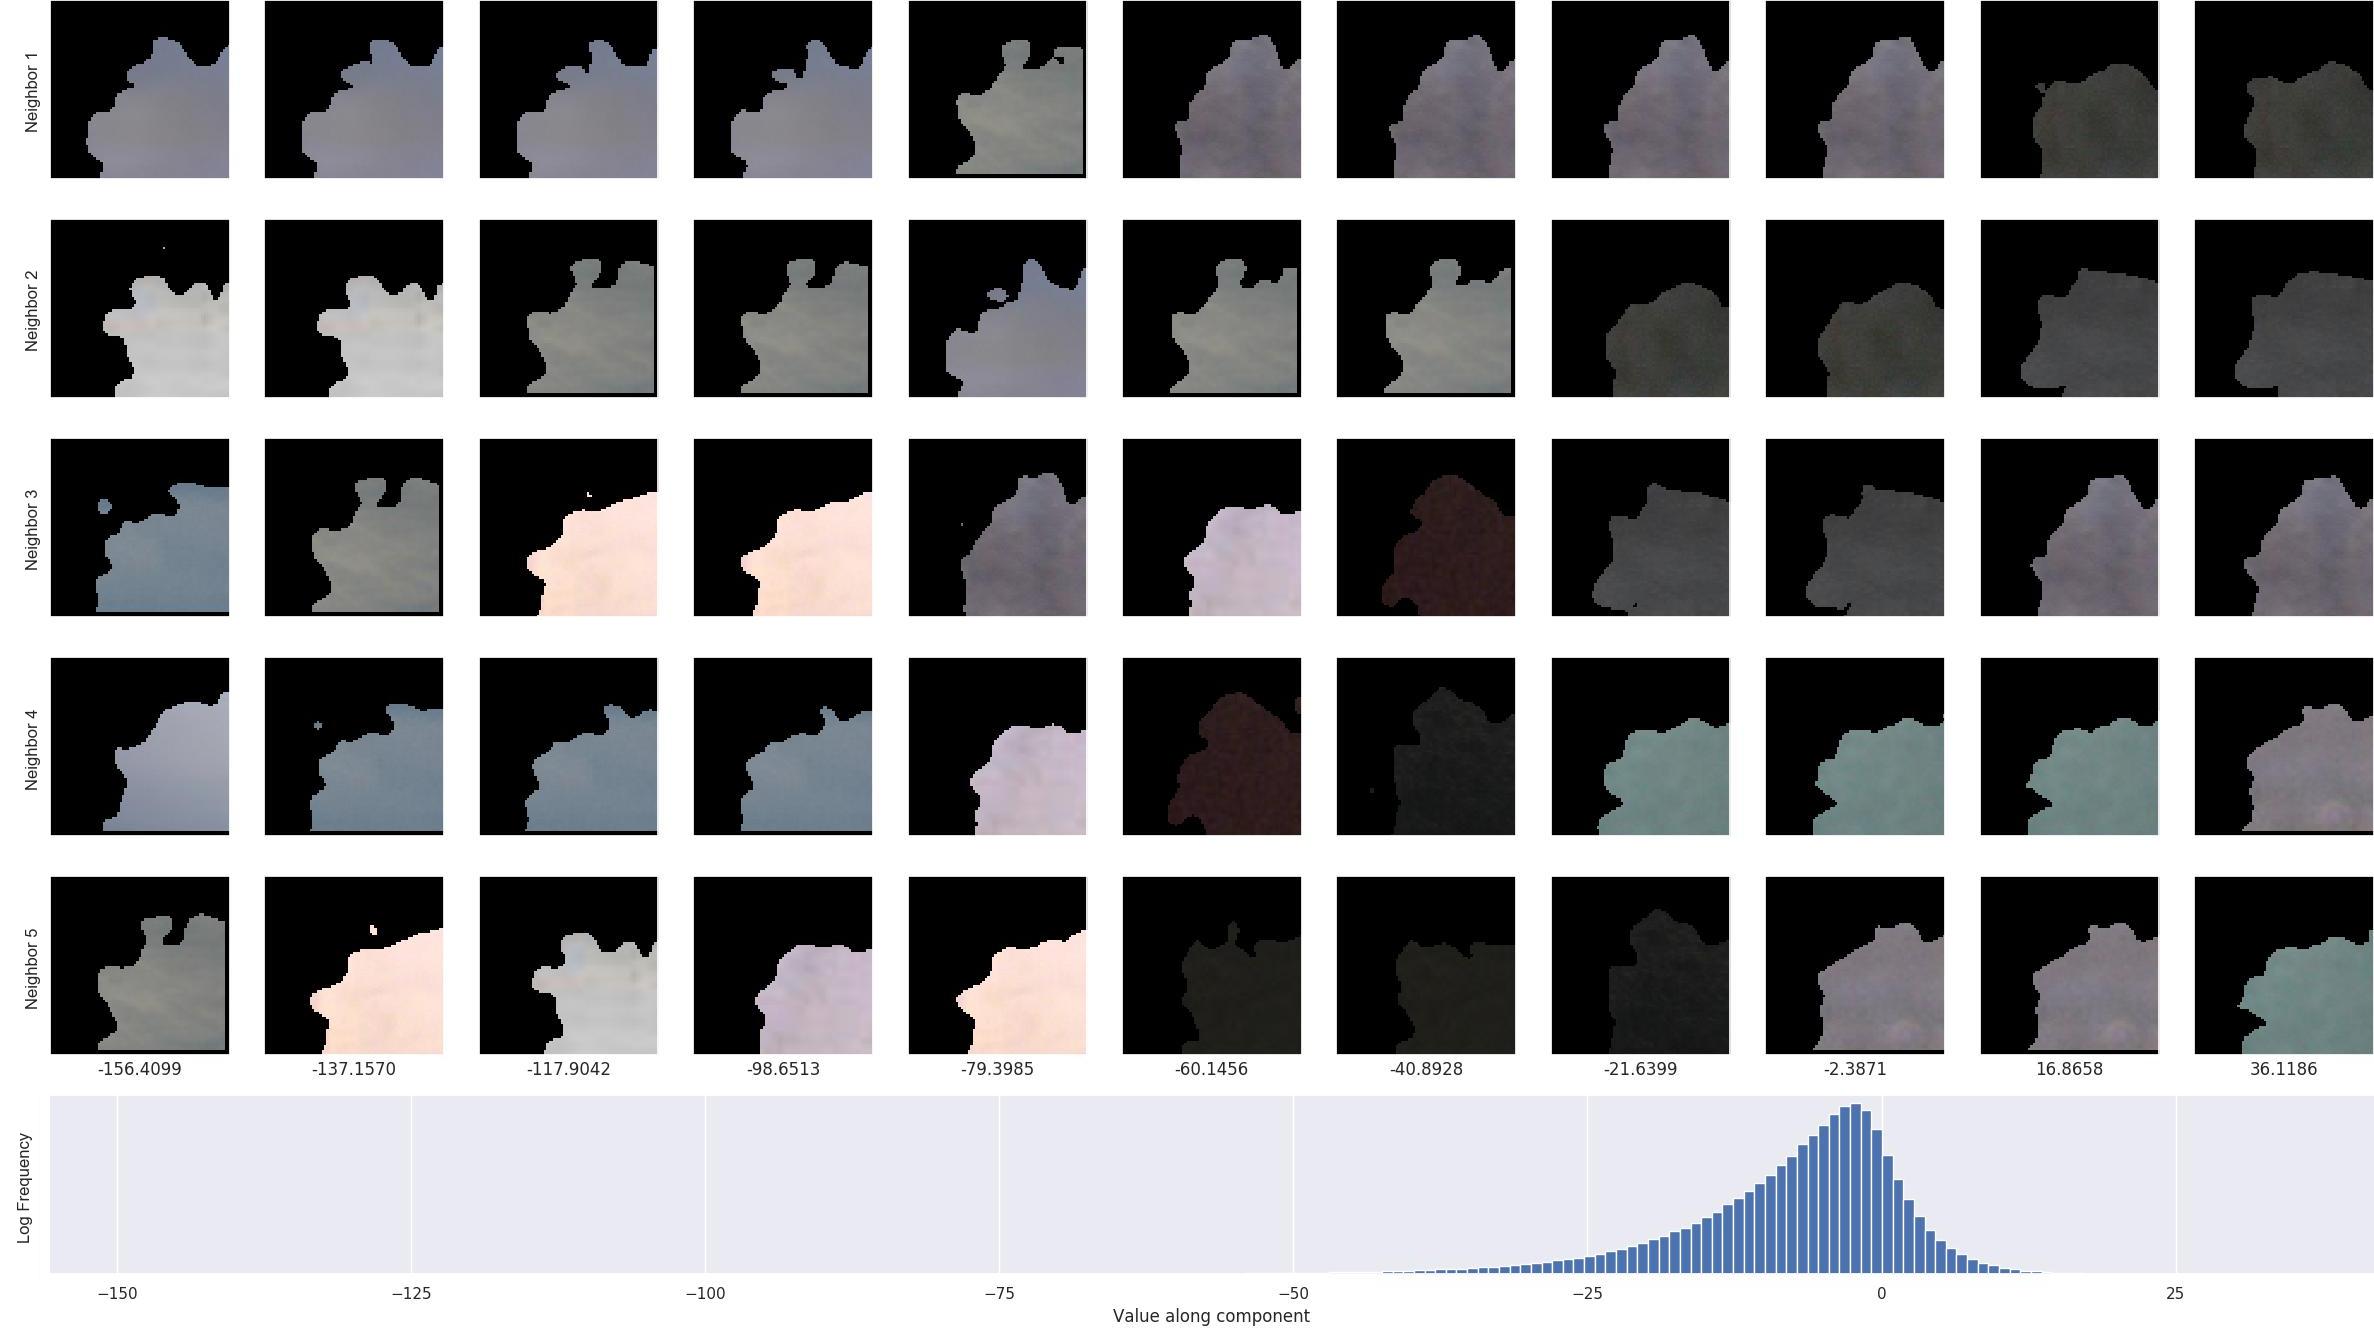 Neighbor 1
Neighbor 2
Neighbor 3
Neighbor 4
Neighbor 5
-156.4099 -137.1570 -117.9042 -98.6513 -79.3985 -60.1456 -40.8928 -21.6399 -2.3871 16.8658 36.1186
Log Frequency
−150 −125 −100 −75 −50 −25 0 25
Value along component